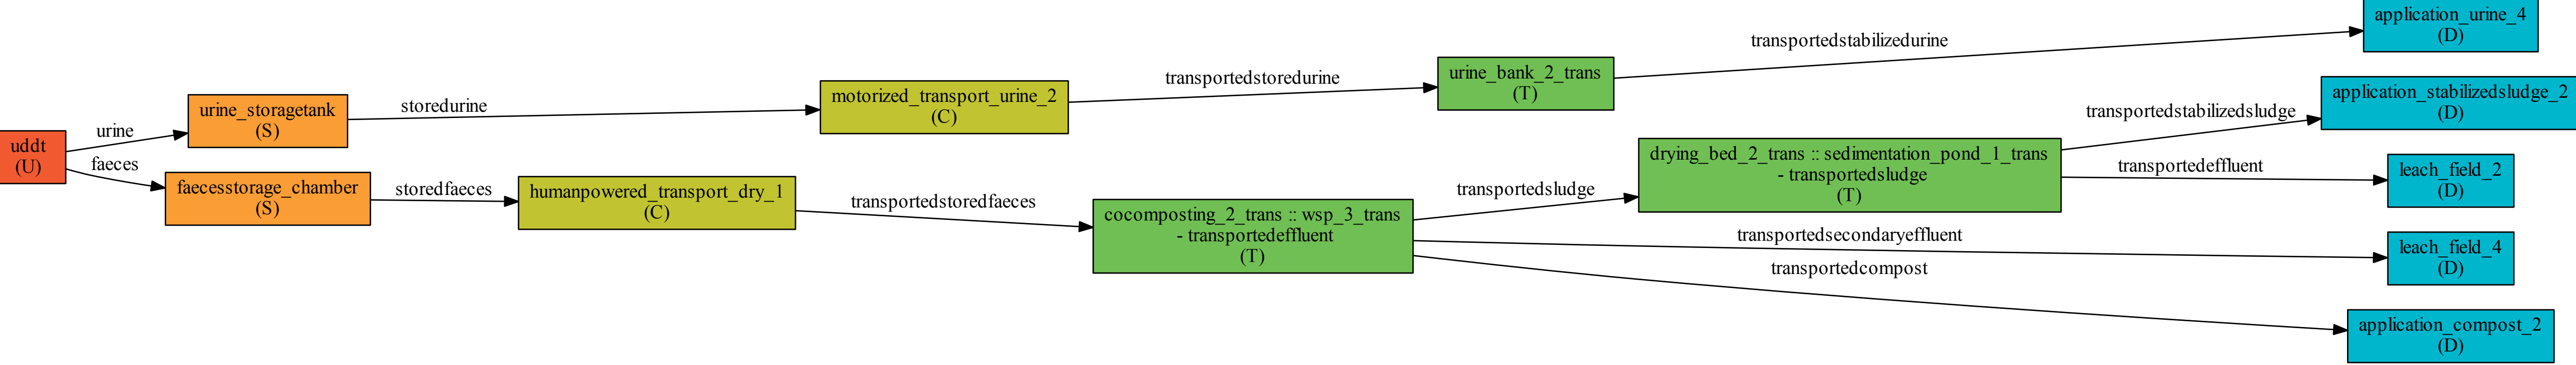 uddt
(U)
urine
faeces
urine_storagetank
(S)
faecesstorage_chamber
(S)
storedurine
storedfaeces
motorized_transport_urine_2
(C)
humanpowered_transport_dry_1
(C)
transportedstoredurine
transportedstoredfaeces
urine_bank_2_trans
(T)
cocomposting_2_trans :: wsp_3_trans
- transportedeffluent
(T)
transportedsludge
drying_bed_2_trans :: sedimentation_pond_1_trans
- transportedsludge
(T)
transportedstabilizedurine
transportedstabilizedsludge
transportedeffluent
transportedsecondaryeffluent
transportedcompost
application_urine_4
(D)
application_stabilizedsludge_2
(D)
leach_field_2
(D)
leach_field_4
(D)
application_compost_2
(D)